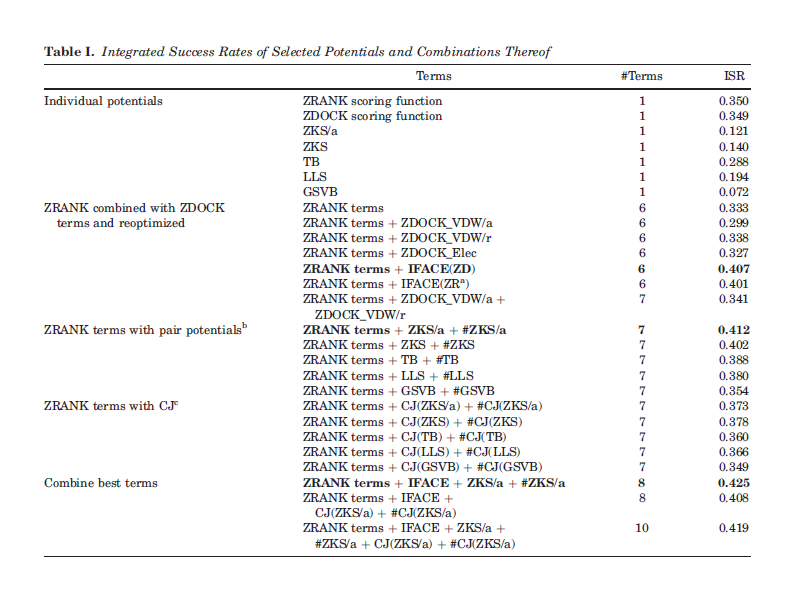 Table I. Integrated Success Rates of Selected Potentials and Combinations Thereof
Terms #Terms ISR
Individual potentials ZRANK scoring function 1 0.350
ZDOCK scoring function 1 0.349
ZKS/a 1 0.121
ZKS 1 0.140
TB 1 0.288
LLS 1 0.194
GSVB 1 0.072
ZRANK combined with ZDOCK ZRANK terms 6 0.333
terms and reoptimized ZRANK terms + ZDOCK_VDW/a 6 0.299
ZRANK terms + ZDOCK_VDW/r 6 0.338
ZRANK terms + ZDOCK_Elec 6 0.327
ZRANK terms + IFACE(ZD) 6 0.407
ZRANK terms + IFACE(ZRª) 6 0.401
ZRANK terms + ZDOCK_VDW/a + 7 0.341
ZDOCK_VDW/r
ZRANK terms with pair potentialsᵇ ZRANK terms + ZKS/a + #ZKS/a 7 0.412
ZRANK terms + ZKS + #ZKS 7 0.402
ZRANK terms + TB + #TB 7 0.388
ZRANK terms + LLS + #LLS 7 0.380
ZRANK terms + GSVB + #GSVB 7 0.354
ZRANK terms with CJᶜ ZRANK terms + CJ(ZKS/a) + #CJ(ZKS/a) 7 0.373
ZRANK terms + CJ(ZKS) + #CJ(ZKS) 7 0.378
ZRANK terms + CJ(TB) + #CJ(TB) 7 0.360
ZRANK terms + CJ(LLS) + #CJ(LLS) 7 0.366
ZRANK terms + CJ(GSVB) + #CJ(GSVB) 7 0.349
Combine best terms ZRANK terms + IFACE + ZKS/a + #ZKS/a 8 0.425
ZRANK terms + IFACE + 8 0.408
CJ(ZKS/a) + #CJ(ZKS/a)
ZRANK terms + IFACE + ZKS/a + 10 0.419
#ZKS/a + CJ(ZKS/a) + #CJ(ZKS/a)